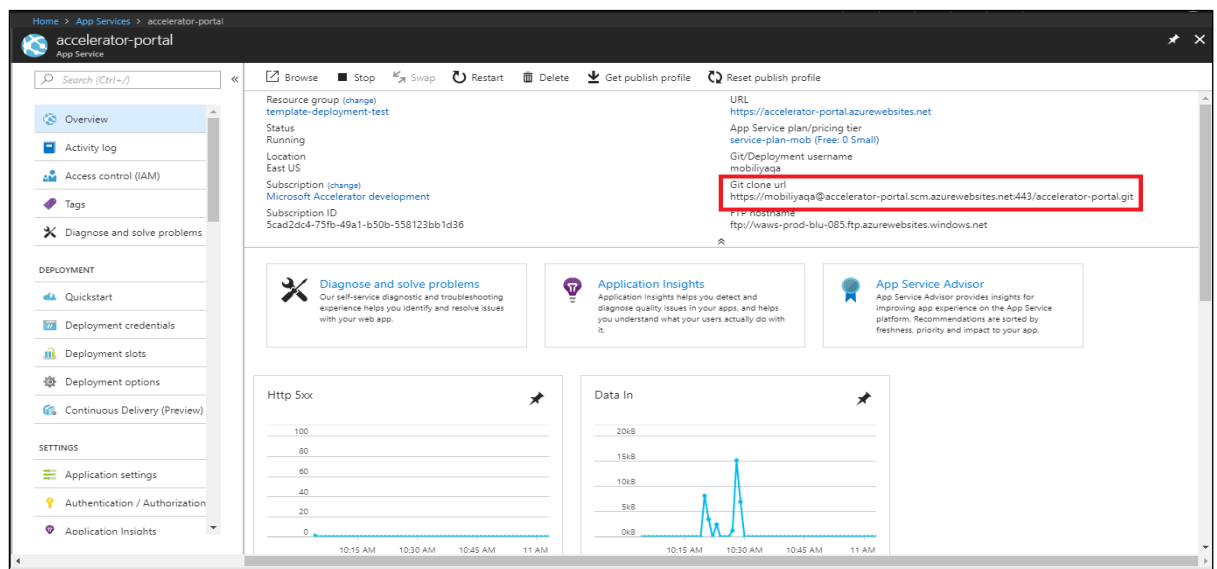 Home > App Services > accelerator-portal
accelerator-portal
App Service
Search (Ctrl+/)
«
Browse Stop Swap Restart Delete Get publish profile Reset publish profile
Overview
Activity log
Access control (IAM)
Tags
Diagnose and solve problems
DEPLOYMENT
Quickstart
Deployment credentials
Deployment slots
Deployment options
Continuous Delivery (Preview)
SETTINGS
Application settings
Authentication / Authorization
Application Insights
Resource group (change)
template-deployment-test
Status
Running
Location
East US
Subscription (change)
Microsoft Accelerator development
Subscription ID
5cad2dc4-75fb-49a1-b50b-558123bb1d36
URL
https://accelerator-portal.azurewebsites.net
App Service plan/pricing tier
service-plan-mob (Free: 0 Small)
Git/Deployment username
mobiliyaqa
Git clone url
https://mobiliyaqa@accelerator-portal.scm.azurewebsites.net:443/accelerator-portal.git
FTP hostname
ftp://waws-prod-blu-085.ftp.azurewebsites.windows.net
Diagnose and solve problems
Our self-service diagnostic and troubleshooting
experience helps you identify and resolve issues
with your web app.
Application Insights
Application Insights helps you detect and
diagnose quality issues in your apps, and helps
you understand what your users actually do with
it.
App Service Advisor
App Service Advisor provides insights for
improving app experience on the App Service
platform. Recommendations are sorted by
freshness, priority and impact to your app.
Http 5xx
100
80
60
40
20
0
10:15 AM 10:30 AM 10:45 AM 11 AM
Data In
20kB
15kB
10kB
5kB
0kB
10:15 AM 10:30 AM 10:45 AM 11 AM